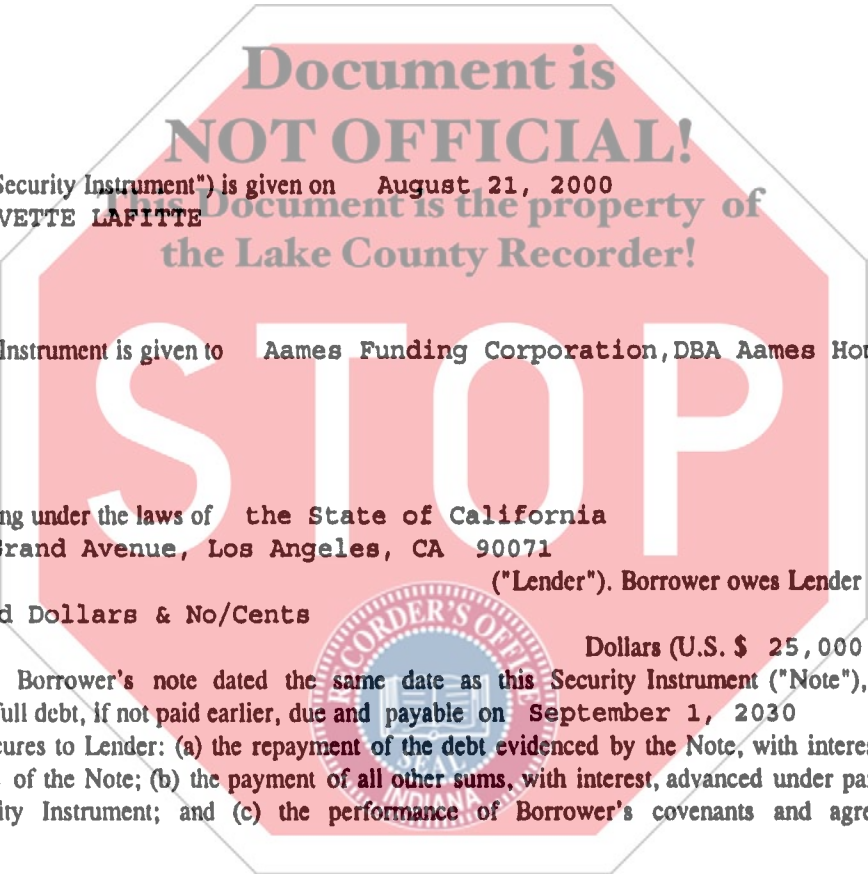 Document is
NOT OFFICIAL!
Security Instrument") is given on August 21, 2000
This Document is the property of
VETTE LAFITTE
the Lake County Recorder!
Instrument is given to Aames Funding Corporation,DBA Aames Ho
STOP
ng under the laws of the State of California
Grand Avenue, Los Angeles, CA 90071
("Lender"). Borrower owes Lender
d Dollars & No/Cents
RECORDER'S OFF
Dollars (U.S. $ 25,000
Borrower's note dated the same date as this Security Instrument ("Note"),
full debt, if not paid earlier, due and payable on September 1, 2030
cures to Lender: (a) the repayment of the debt evidenced by the Note, with interes
SEAL
of the Note; (b) the payment of all other sums, with interest, advanced under pa
INDIANA
ity Instrument; and (c) the performance of Borrower's covenants and agre